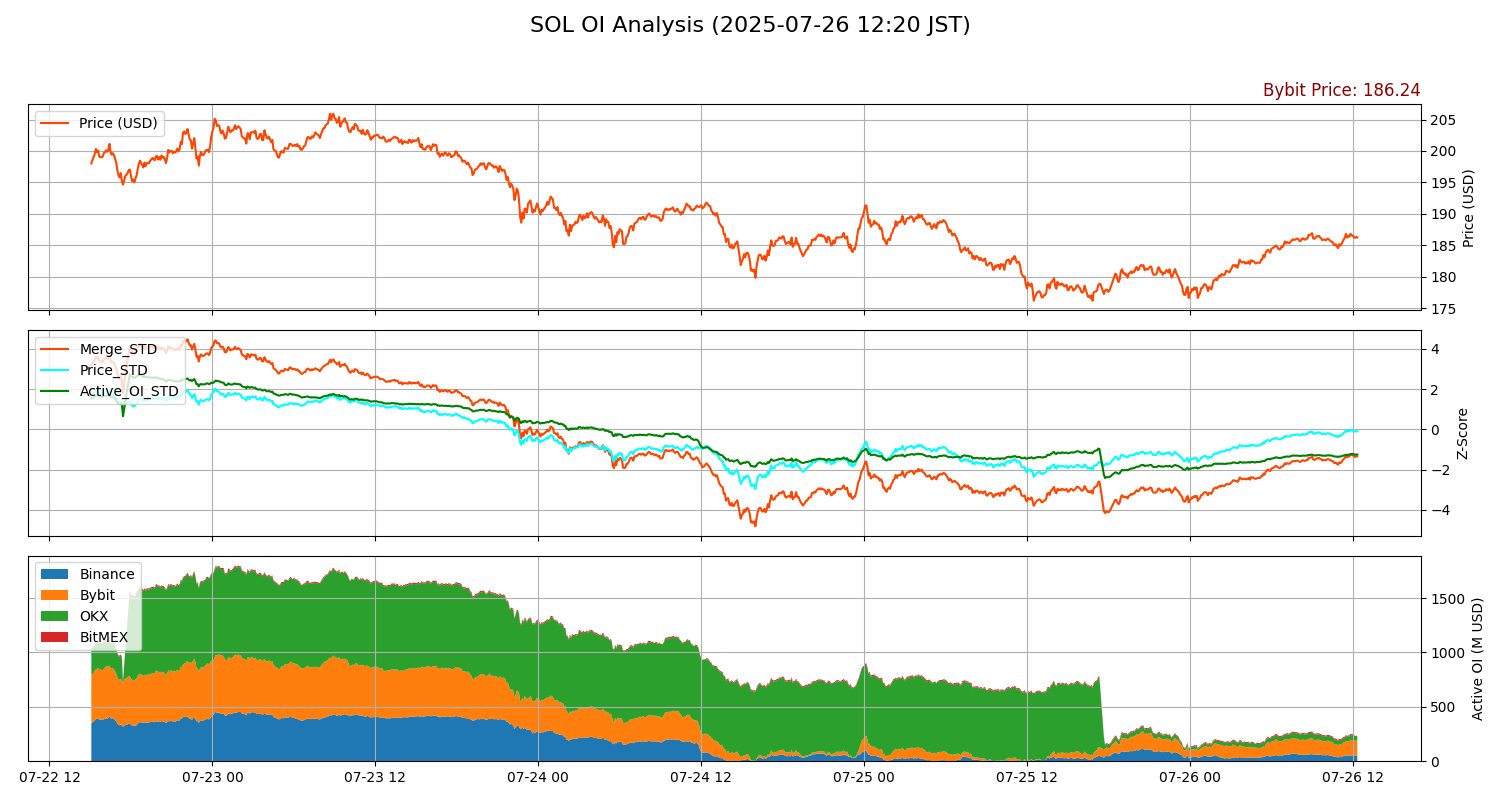 SOL OI Analysis (2025-07-26 12:20 JST)
Bybit Price: 186.24
Price (USD)
205
200
195
190
185
180
175
Price (USD)
Merge_STD
Price_STD
Active_OI_STD
4
2
0
−2
−4
Z-Score
Binance
Bybit
OKX
BitMEX
1500
1000
500
0
Active OI (M USD)
07-22 12
07-23 00
07-23 12
07-24 00
07-24 12
07-25 00
07-25 12
07-26 00
07-26 12